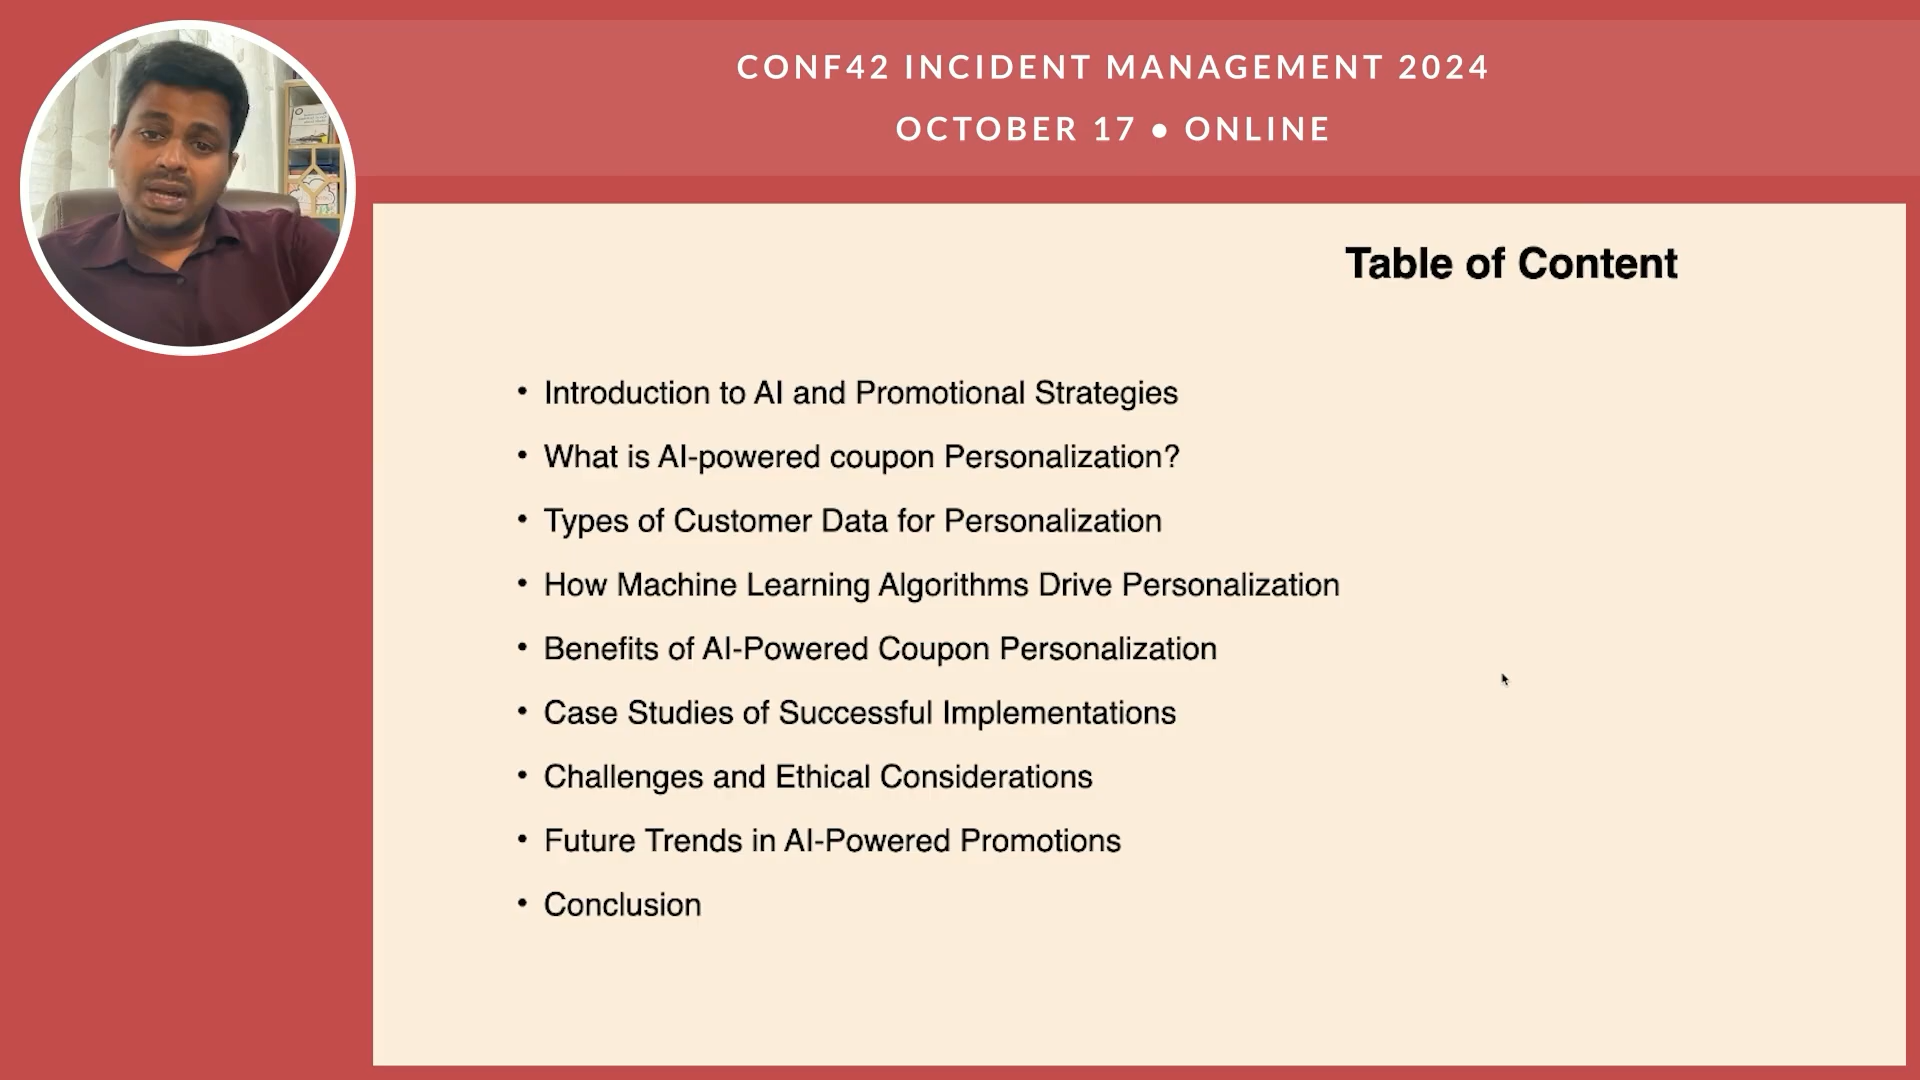 CONF42 INCIDENT MANAGEMENT 2024
OCTOBER 17 • ONLINE
Table of Content
• Introduction to AI and Promotional Strategies
• What is AI-powered coupon Personalization?
• Types of Customer Data for Personalization
• How Machine Learning Algorithms Drive Personalization
• Benefits of AI-Powered Coupon Personalization
• Case Studies of Successful Implementations
• Challenges and Ethical Considerations
• Future Trends in AI-Powered Promotions
• Conclusion